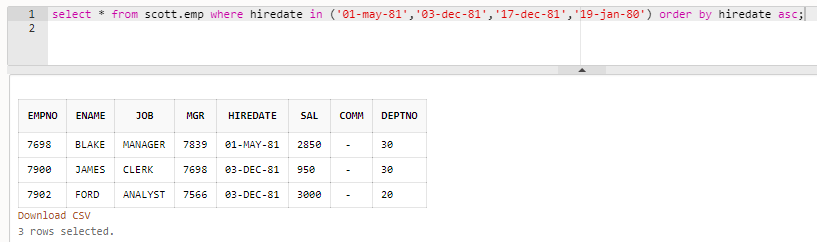 1 select * from scott.emp where hiredate in ('01-may-81','03-dec-81','17-dec-81','19-jan-80') order by hiredate asc;
2
EMPNO ENAME JOB MGR HIREDATE SAL COMM DEPTNO
7698 BLAKE MANAGER 7839 01-MAY-81 2850 - 30
7900 JAMES CLERK 7698 03-DEC-81 950 - 30
7902 FORD ANALYST 7566 03-DEC-81 3000 - 20
Download CSV
3 rows selected.